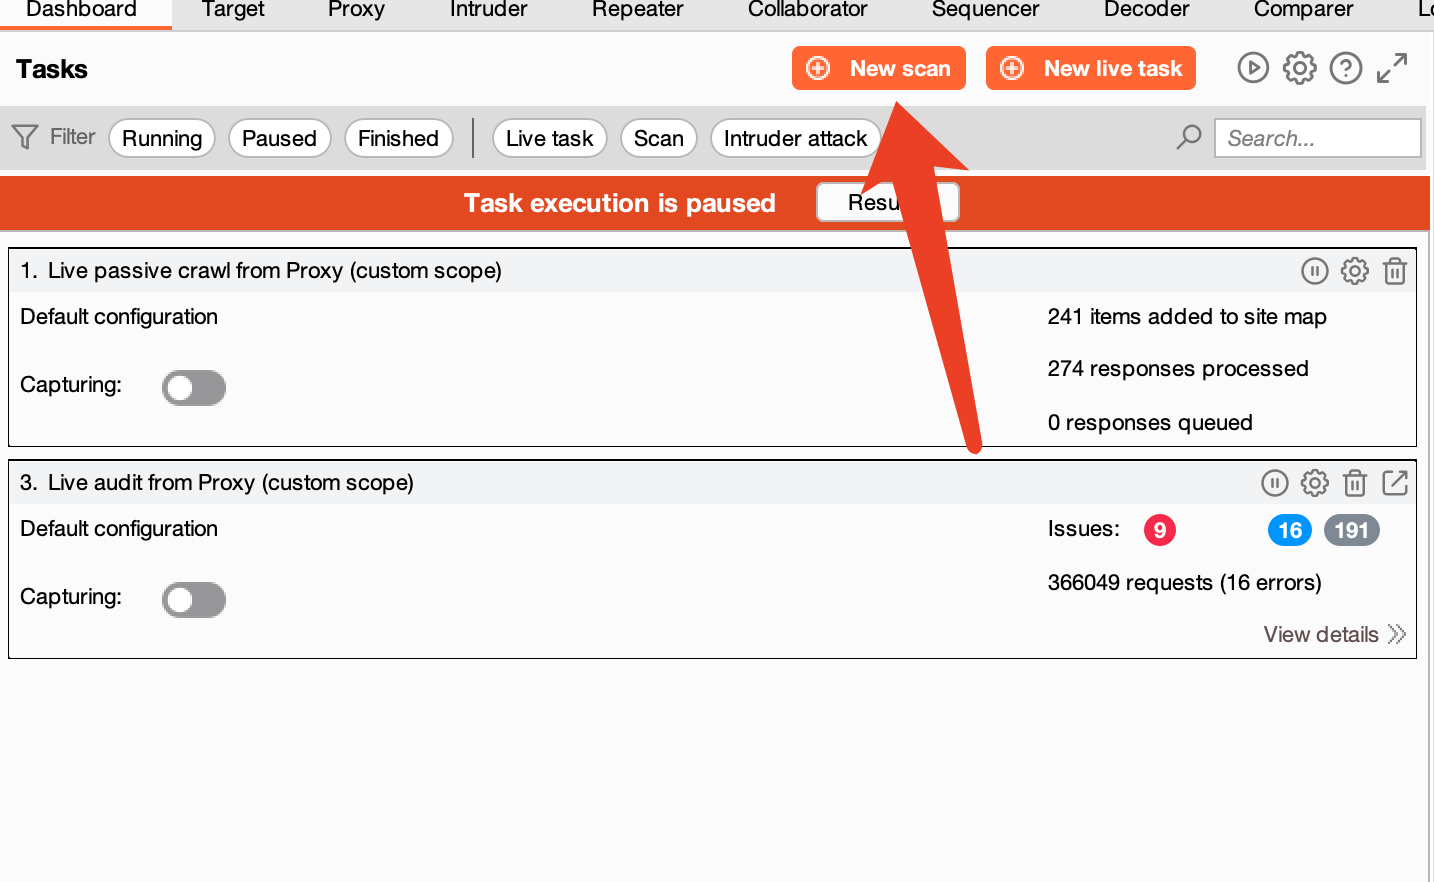 Dashboard Target Proxy Intruder Repeater Collaborator Sequencer Decoder Comparer
Tasks New scan New live task
Filter Running Paused Finished Live task Scan Intruder attack Search...
Task execution is paused
1. Live passive crawl from Proxy (custom scope)
Default configuration 241 items added to site map
274 responses processed
Capturing:
0 responses queued
3. Live audit from Proxy (custom scope)
Default configuration Issues: 9 16 191
366049 requests (16 errors)
Capturing:
View details